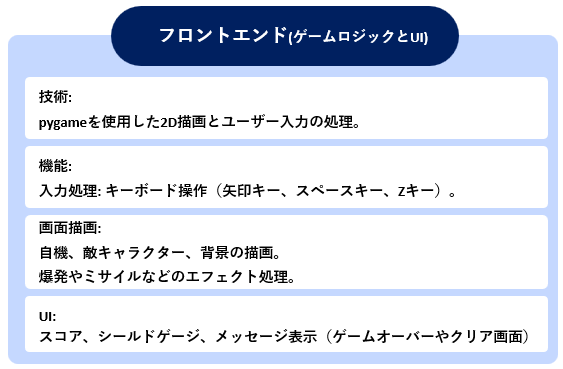 フロントエンド(ゲームロジックとUI)
技術:
pygameを使用した2D描画とユーザー入力の処理。
機能:
入力処理: キーボード操作（矢印キー、スペースキー、Zキー）。
画面描画:
自機、敵キャラクター、背景の描画。
爆発やミサイルなどのエフェクト処理。
UI:
スコア、シールドゲージ、メッセージ表示（ゲームオーバーやクリア画面）